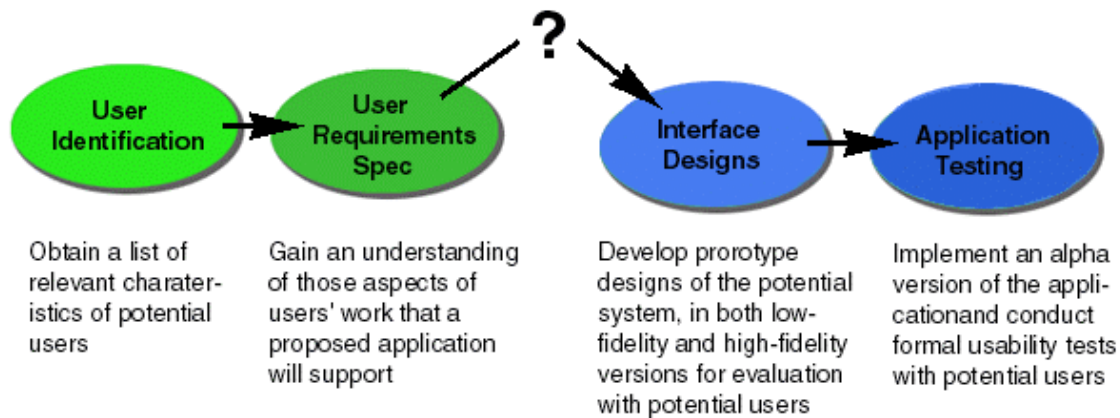 ?
User
Identification
User
Requirements
Spec
Interface
Designs
Application
Testing
Obtain a list of
relevant charater-
istics of potential
users
Gain an understanding
of those aspects of
users' work that a
proposed application
will support
Develop prorotype
designs of the potential
system, in both low-
fidelity and high-fidelity
versions for evaluation
with potential users
Implement an alpha
version of the appli-
cationand conduct
formal usability tests
with potential users